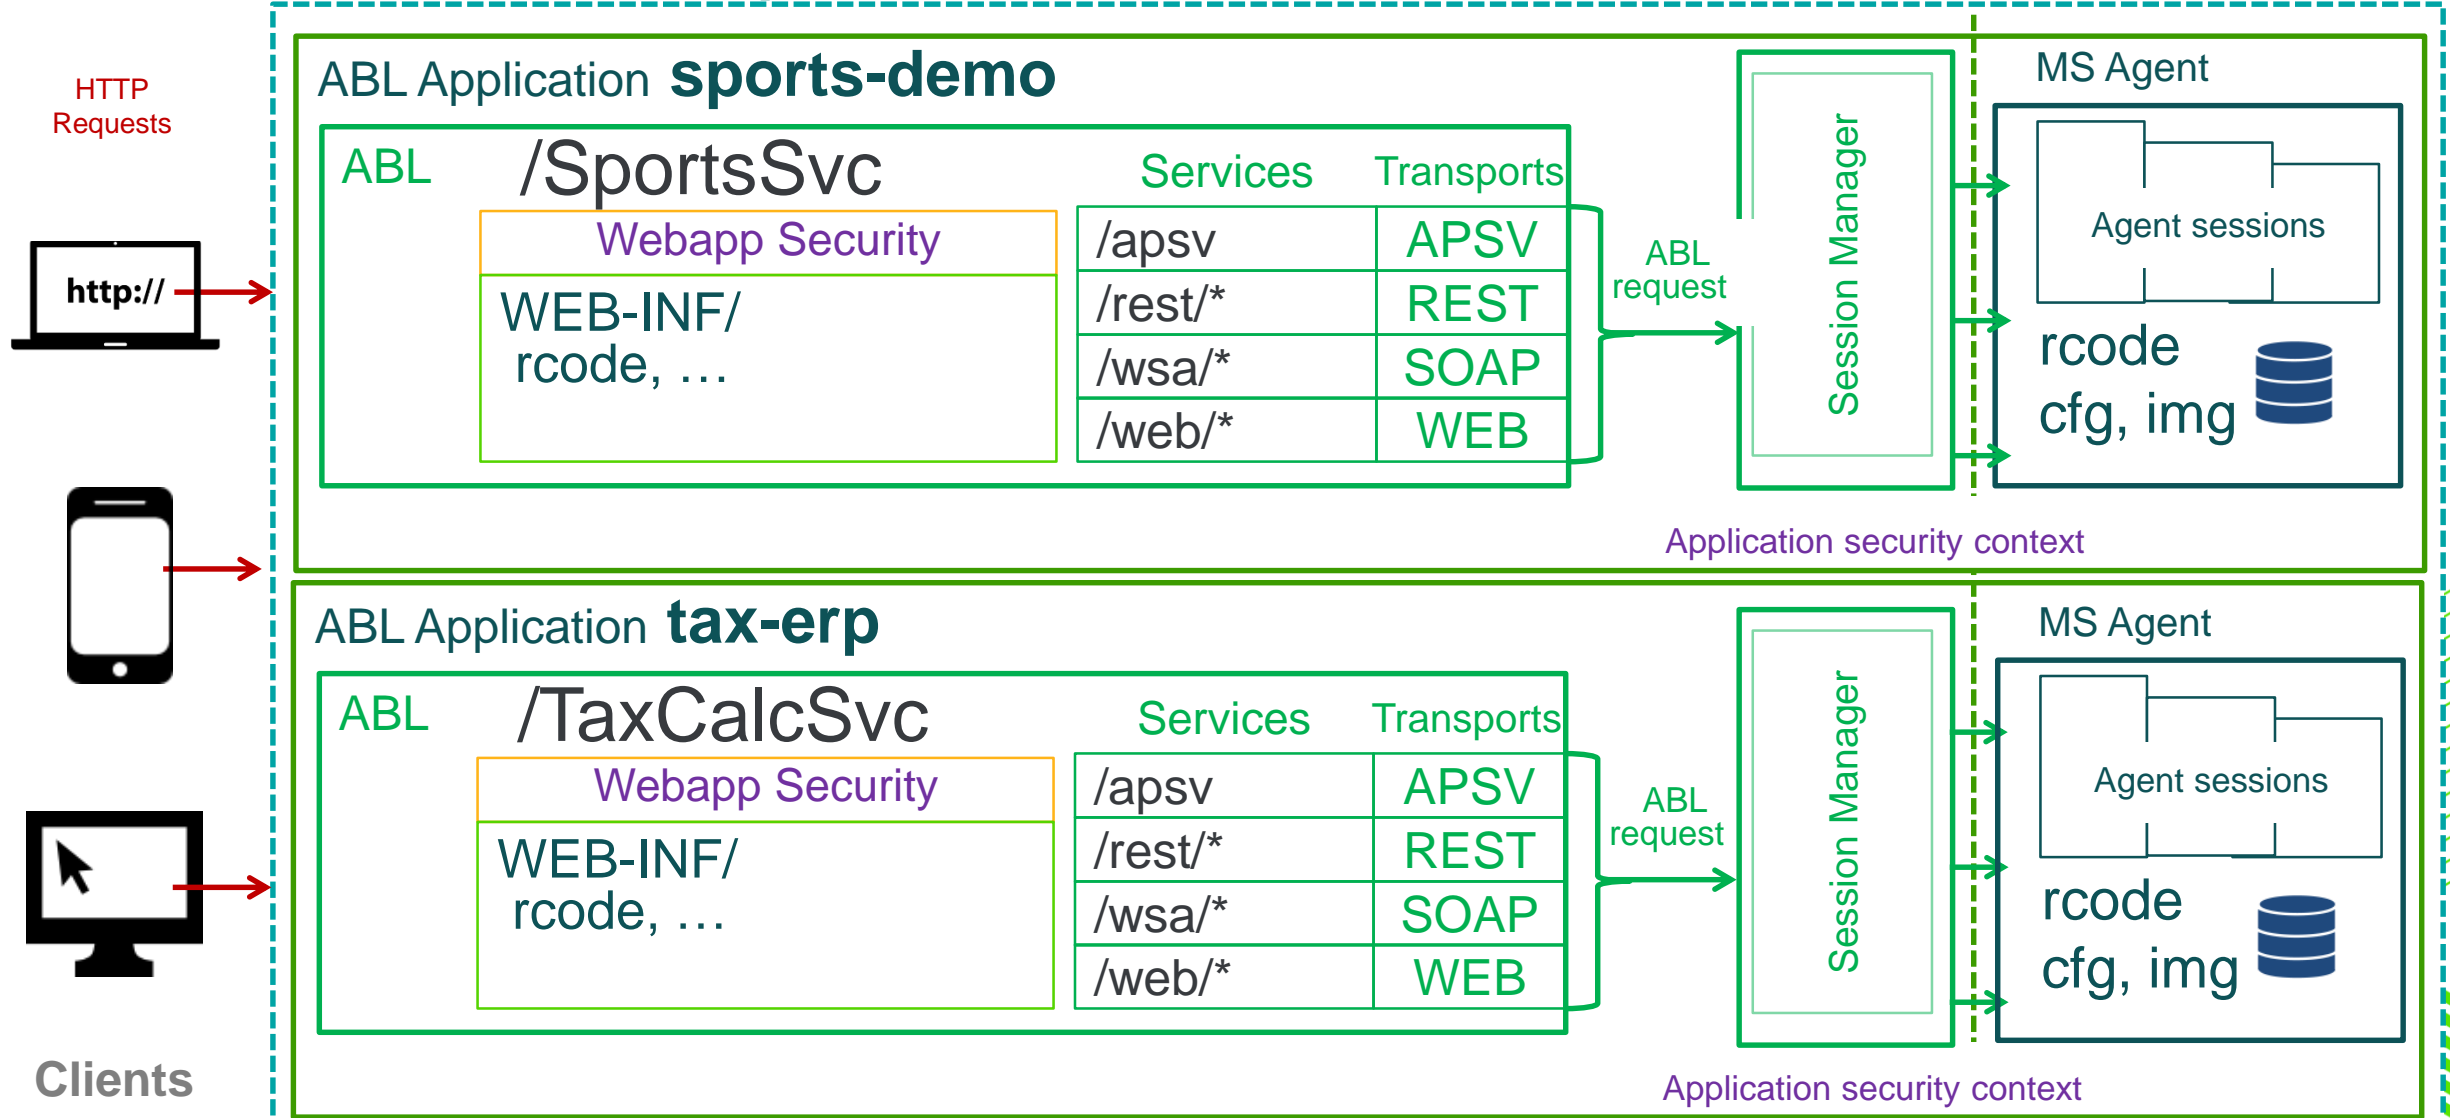 HTTP
Requests
http://
Clients
ABL Application sports-demo
ABL
/SportsSvc
Webapp Security
WEB-INF/
rcode, …
Services Transports
/apsv APSV
/rest/* REST
/wsa/* SOAP
/web/* WEB
ABL
request
Session Manager
MS Agent
Agent sessions
rcode
cfg, img
Application security context
ABL Application tax-erp
ABL
/TaxCalcSvc
Webapp Security
WEB-INF/
rcode, …
Services Transports
/apsv APSV
/rest/* REST
/wsa/* SOAP
/web/* WEB
ABL
request
Session Manager
MS Agent
Agent sessions
rcode
cfg, img
Application security context